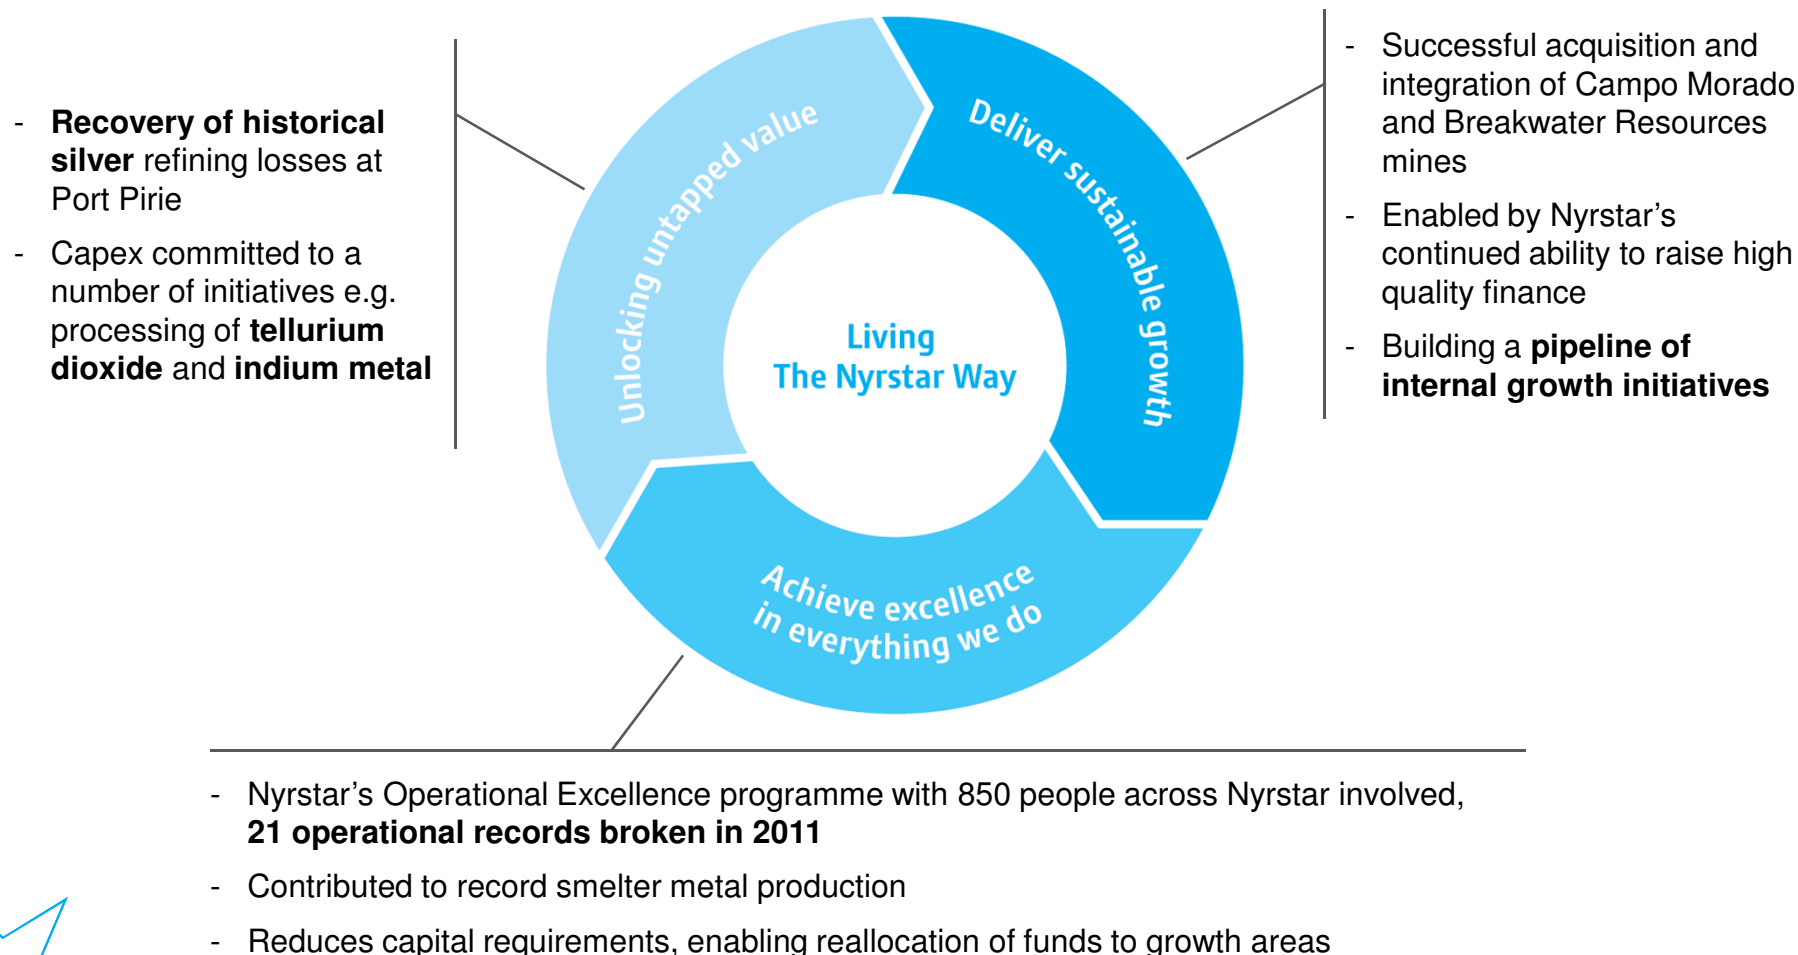 - Recovery of historical
silver refining losses at
Port Pirie
- Capex committed to a
number of initiatives e.g.
processing of tellurium
dioxide and indium metal
Unlocking untapped value
Deliver sustainable growth
Achieve excellence
in everything we do
Living
The Nyrstar Way
- Successful acquisition and
integration of Campo Morado
and Breakwater Resources
mines
- Enabled by Nyrstar’s
continued ability to raise high
quality finance
- Building a pipeline of
internal growth initiatives
- Nyrstar’s Operational Excellence programme with 850 people across Nyrstar involved,
21 operational records broken in 2011
- Contributed to record smelter metal production
- Reduces capital requirements, enabling reallocation of funds to growth areas